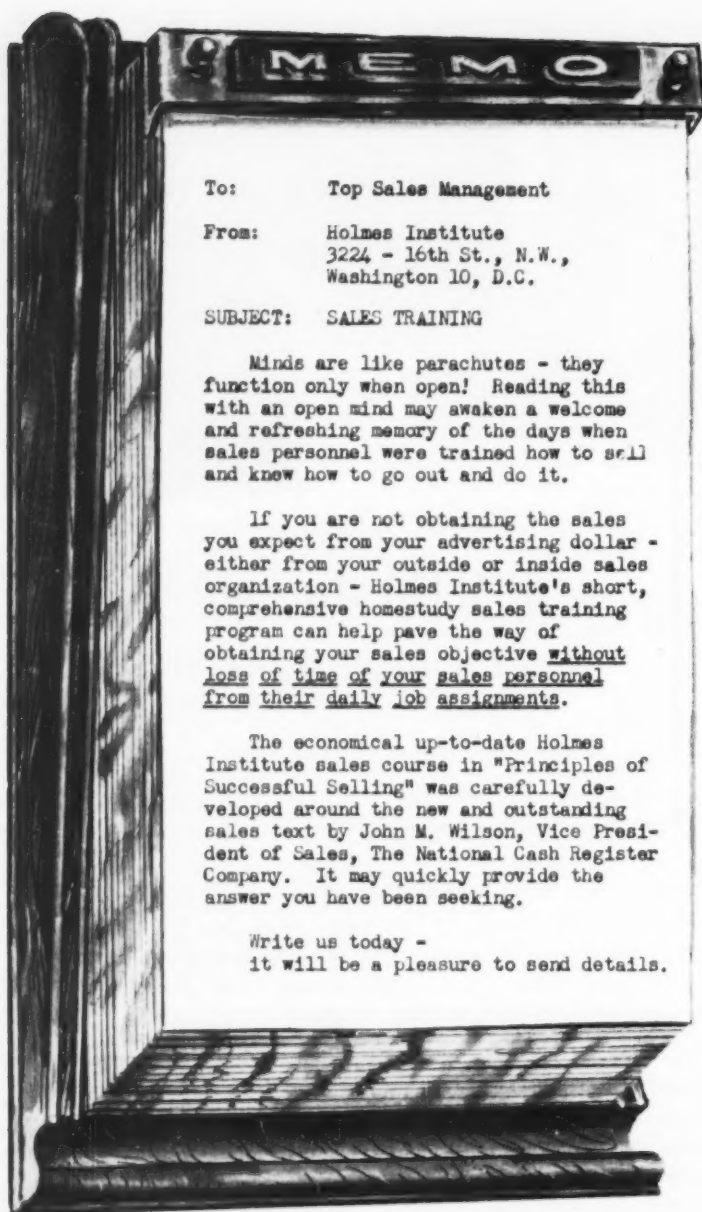 MEMO
To: Top Sales Management
From: Holmes Institute
3224 - 16th St., N.W.,
Washington 10, D.C.
SUBJECT: SALES TRAINING
Minds are like parachutes - they
function only when open! Reading this
with an open mind may awaken a welcome
and refreshing memory of the days when
sales personnel were trained how to sell
and knew how to go out and do it.
If you are not obtaining the sales
you expect from your advertising dollar -
either from your outside or inside sales
organization - Holmes Institute's short,
comprehensive homestudy sales training
program can help pave the way of
obtaining your sales objective without
loss of time of your sales personnel
from their daily job assignments.
The economical up-to-date Holmes
Institute sales course in "Principles of
Successful Selling" was carefully de-
veloped around the new and outstanding
sales text by John M. Wilson, Vice Presi-
dent of Sales, The National Cash Register
Company. It may quickly provide the
answer you have been seeking.
Write us today -
it will be a pleasure to send details.